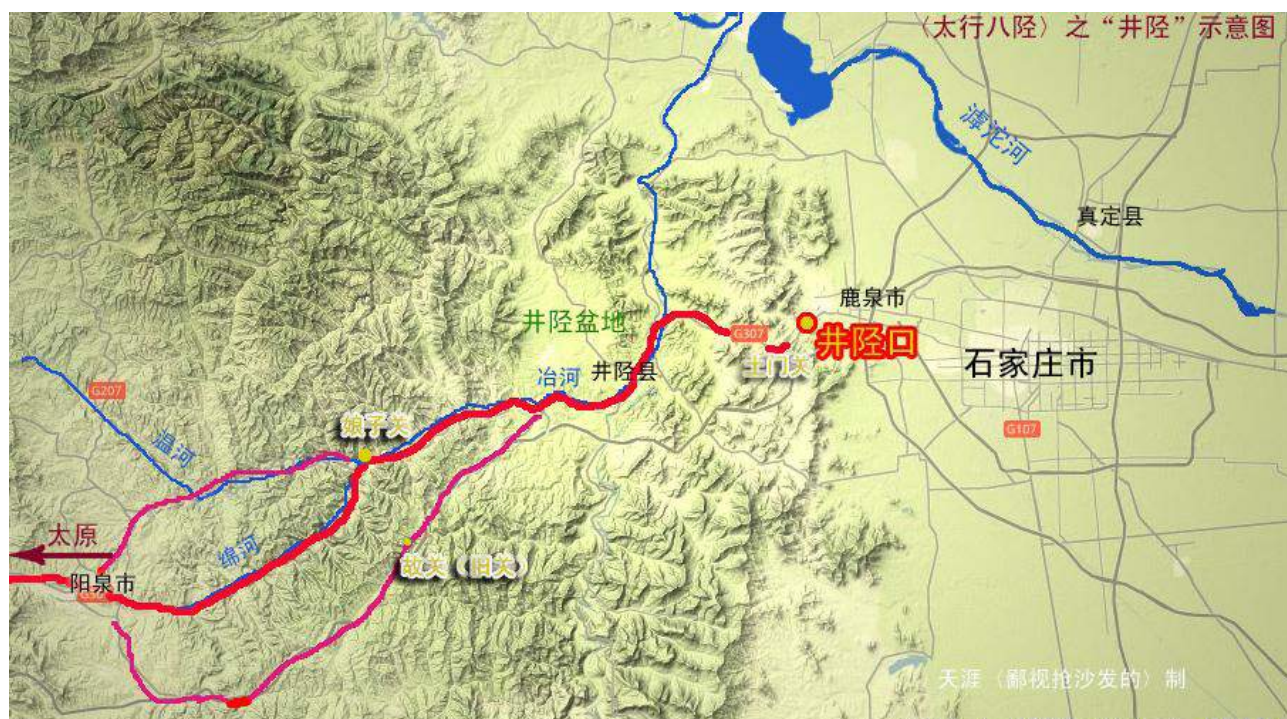 〈太行八陉〉之“井陉”示意图
滹沱河
真定县
鹿泉市
井陉口
井陉盆地
G307
土门关
石家庄市
冶河
井陉县
G207
娘子关
G107
温河
太原
绵河
故关（旧关）
阳泉市
天涯〈鄙视抢沙发的〉制